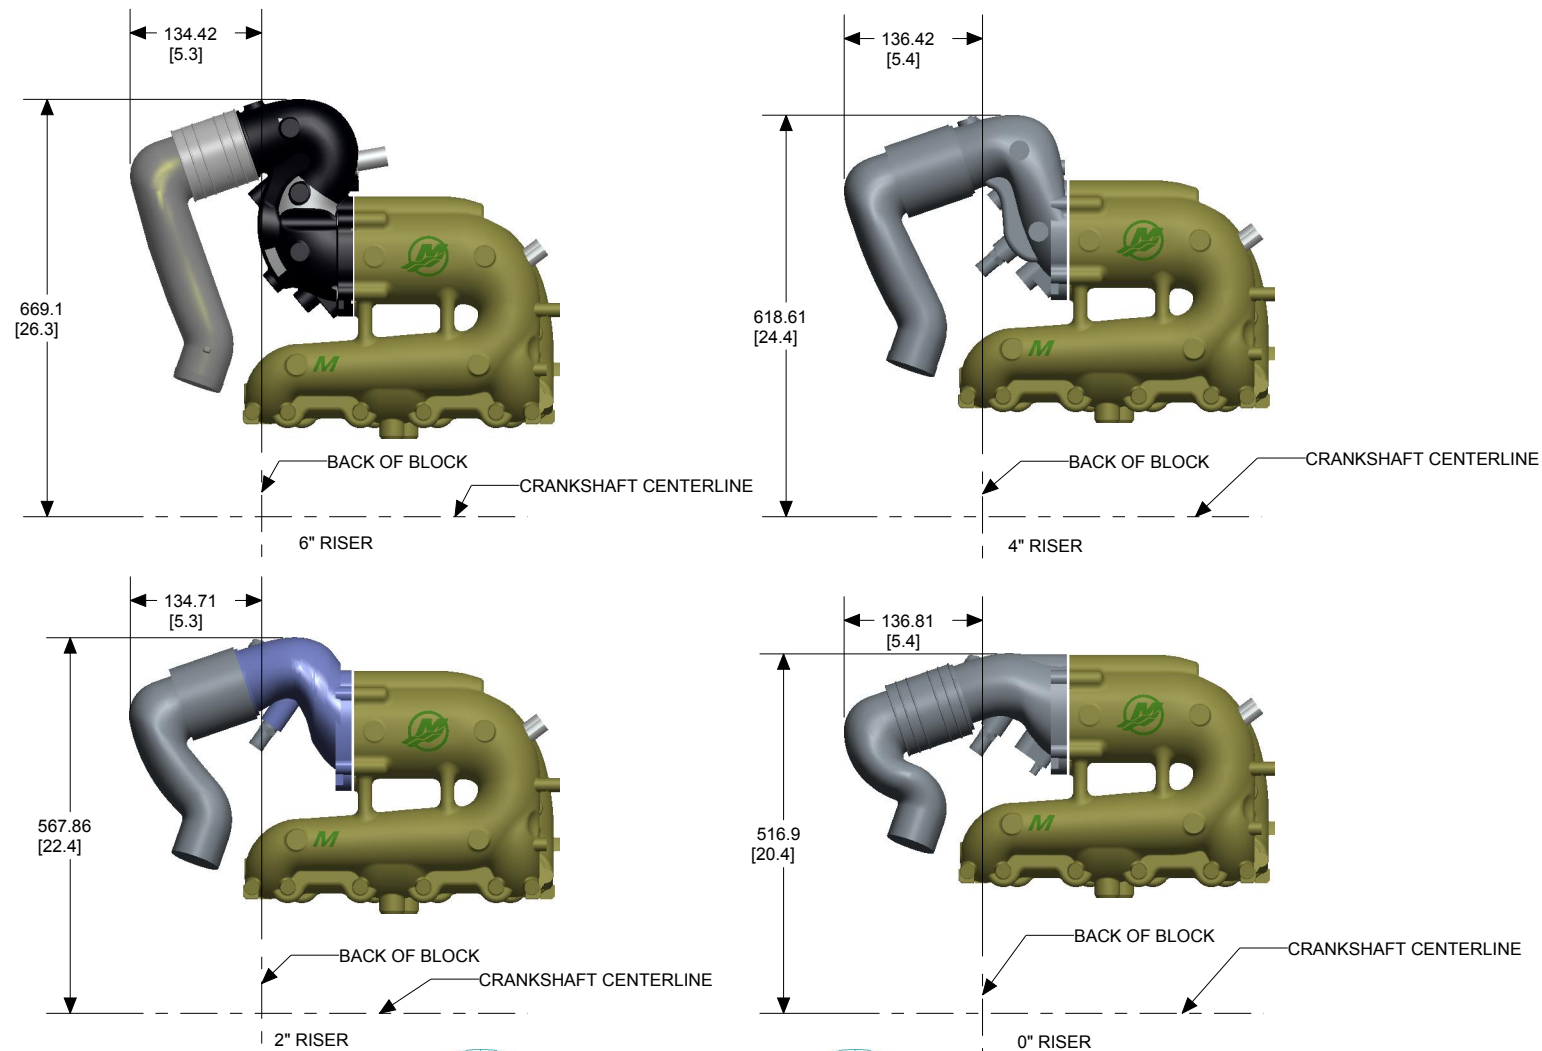 134.42
[5.3]
669.1
[26.3]
M
M
BACK OF BLOCK
CRANKSHAFT CENTERLINE
6" RISER
136.42
[5.4]
618.61
[24.4]
M
M
BACK OF BLOCK
CRANKSHAFT CENTERLINE
4" RISER
134.71
[5.3]
567.86
[22.4]
M
M
BACK OF BLOCK
CRANKSHAFT CENTERLINE
2" RISER
136.81
[5.4]
516.9
[20.4]
M
M
BACK OF BLOCK
CRANKSHAFT CENTERLINE
0" RISER